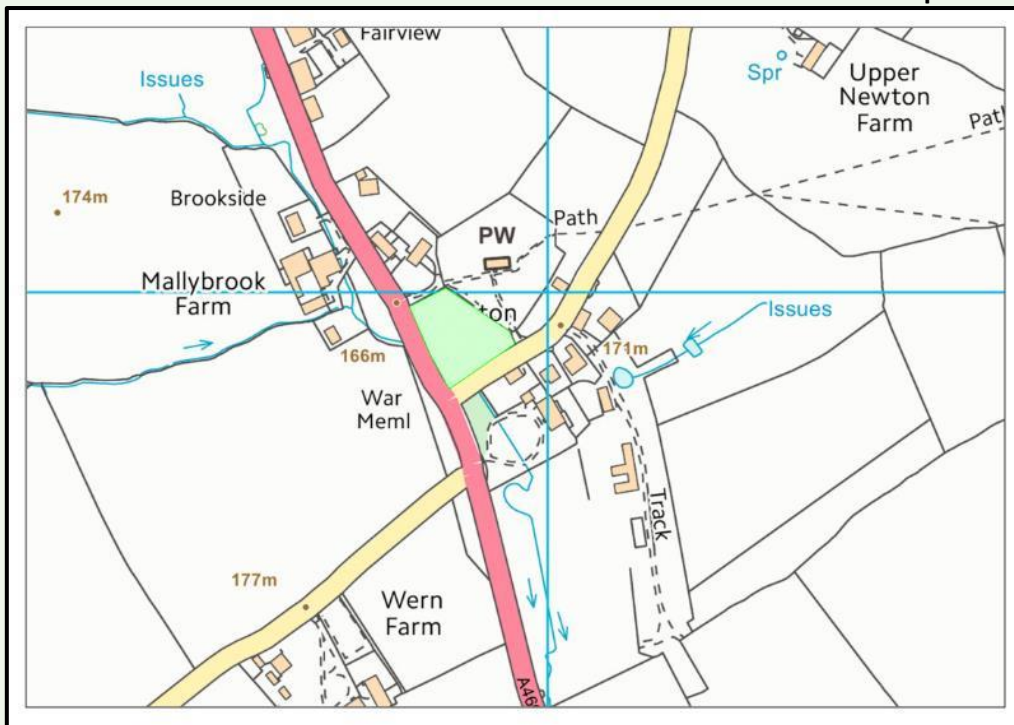 Fairview
Issues
Spr
Upper
Newton
Farm
Path
174m
Brookside
Path
PW
Mallybrook
Farm
Issues
166m
171m
War
Meml
Track
177m
Wern
Farm